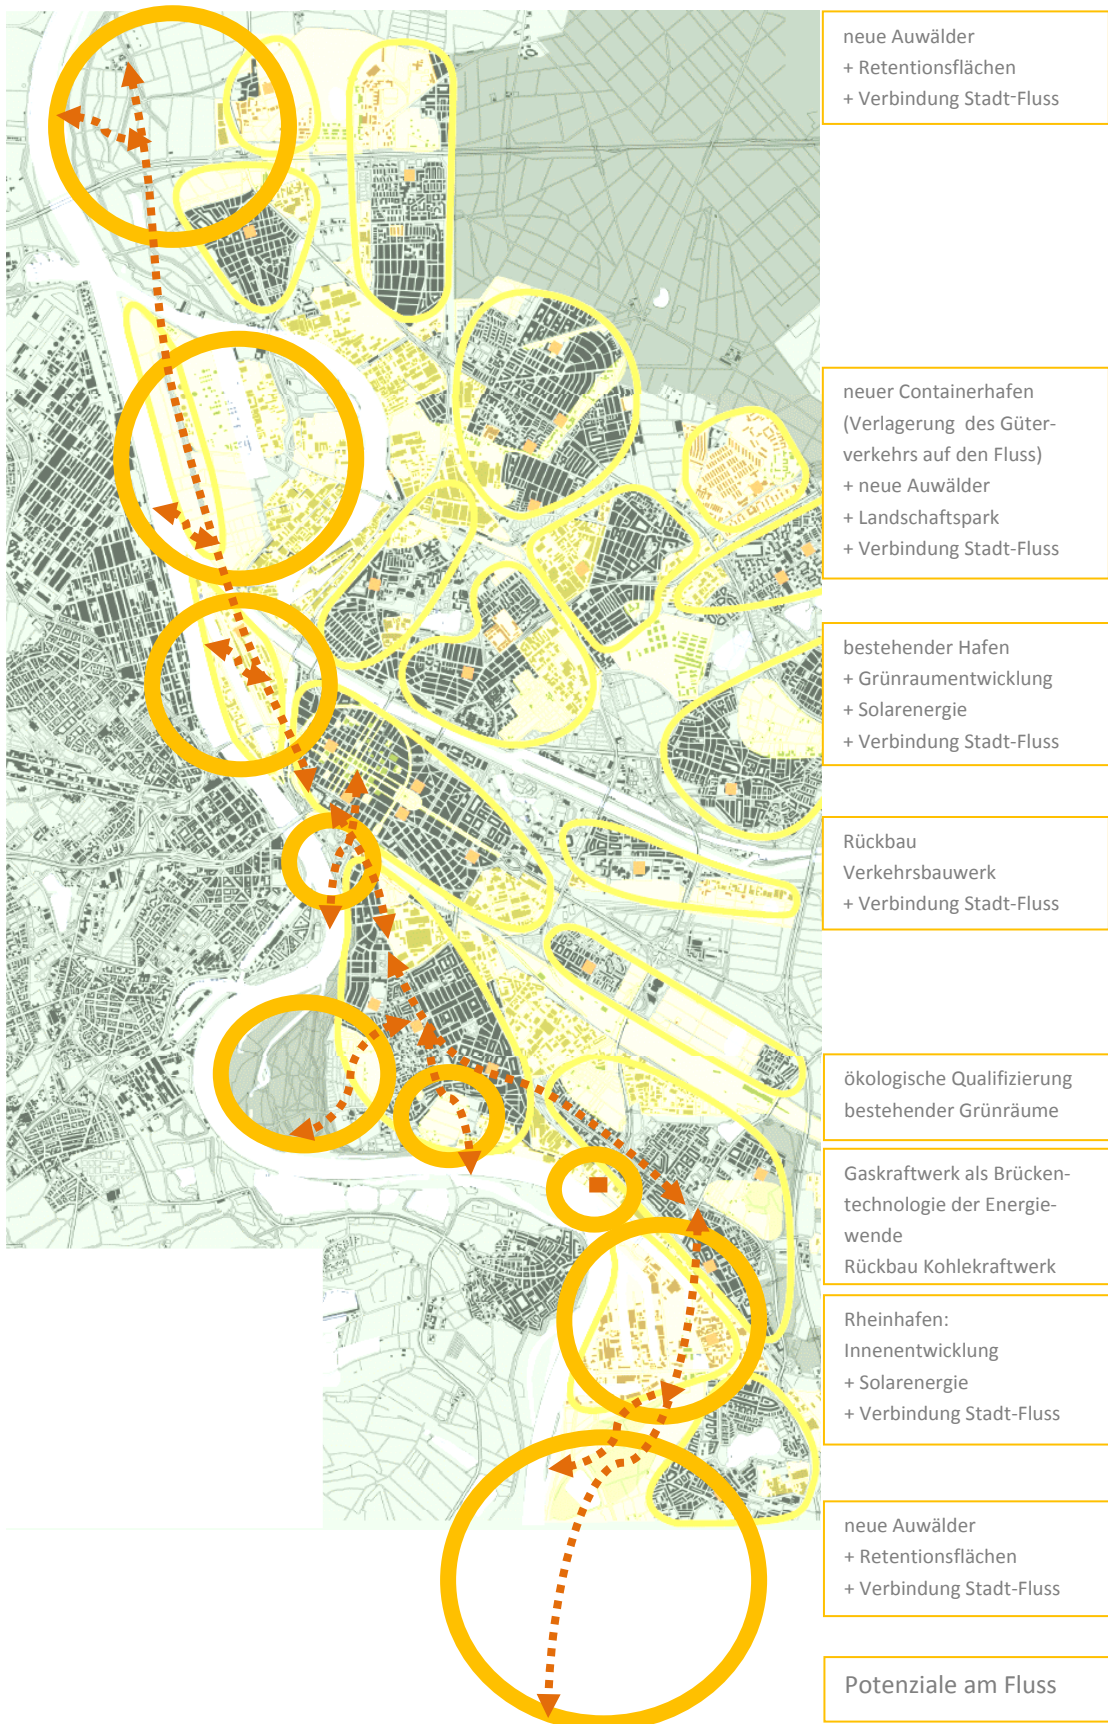 neue Auwälder
+ Retentionsflächen
+ Verbindung Stadt-Fluss
neuer Containerhafen
(Verlagerung des Güter-
verkehrs auf den Fluss)
+ neue Auwälder
+ Landschaftspark
+ Verbindung Stadt-Fluss
bestehender Hafen
+ Grünraumentwicklung
+ Solarenergie
+ Verbindung Stadt-Fluss
Rückbau
Verkehrsbauwerk
+ Verbindung Stadt-Fluss
ökologische Qualifizierung
bestehender Grünräume
Gaskraftwerk als Brücken-
technologie der Energie-
wende
Rückbau Kohlekraftwerk
Rheinhafen:
Innenentwicklung
+ Solarenergie
+ Verbindung Stadt-Fluss
neue Auwälder
+ Retentionsflächen
+ Verbindung Stadt-Fluss
Potenziale am Fluss